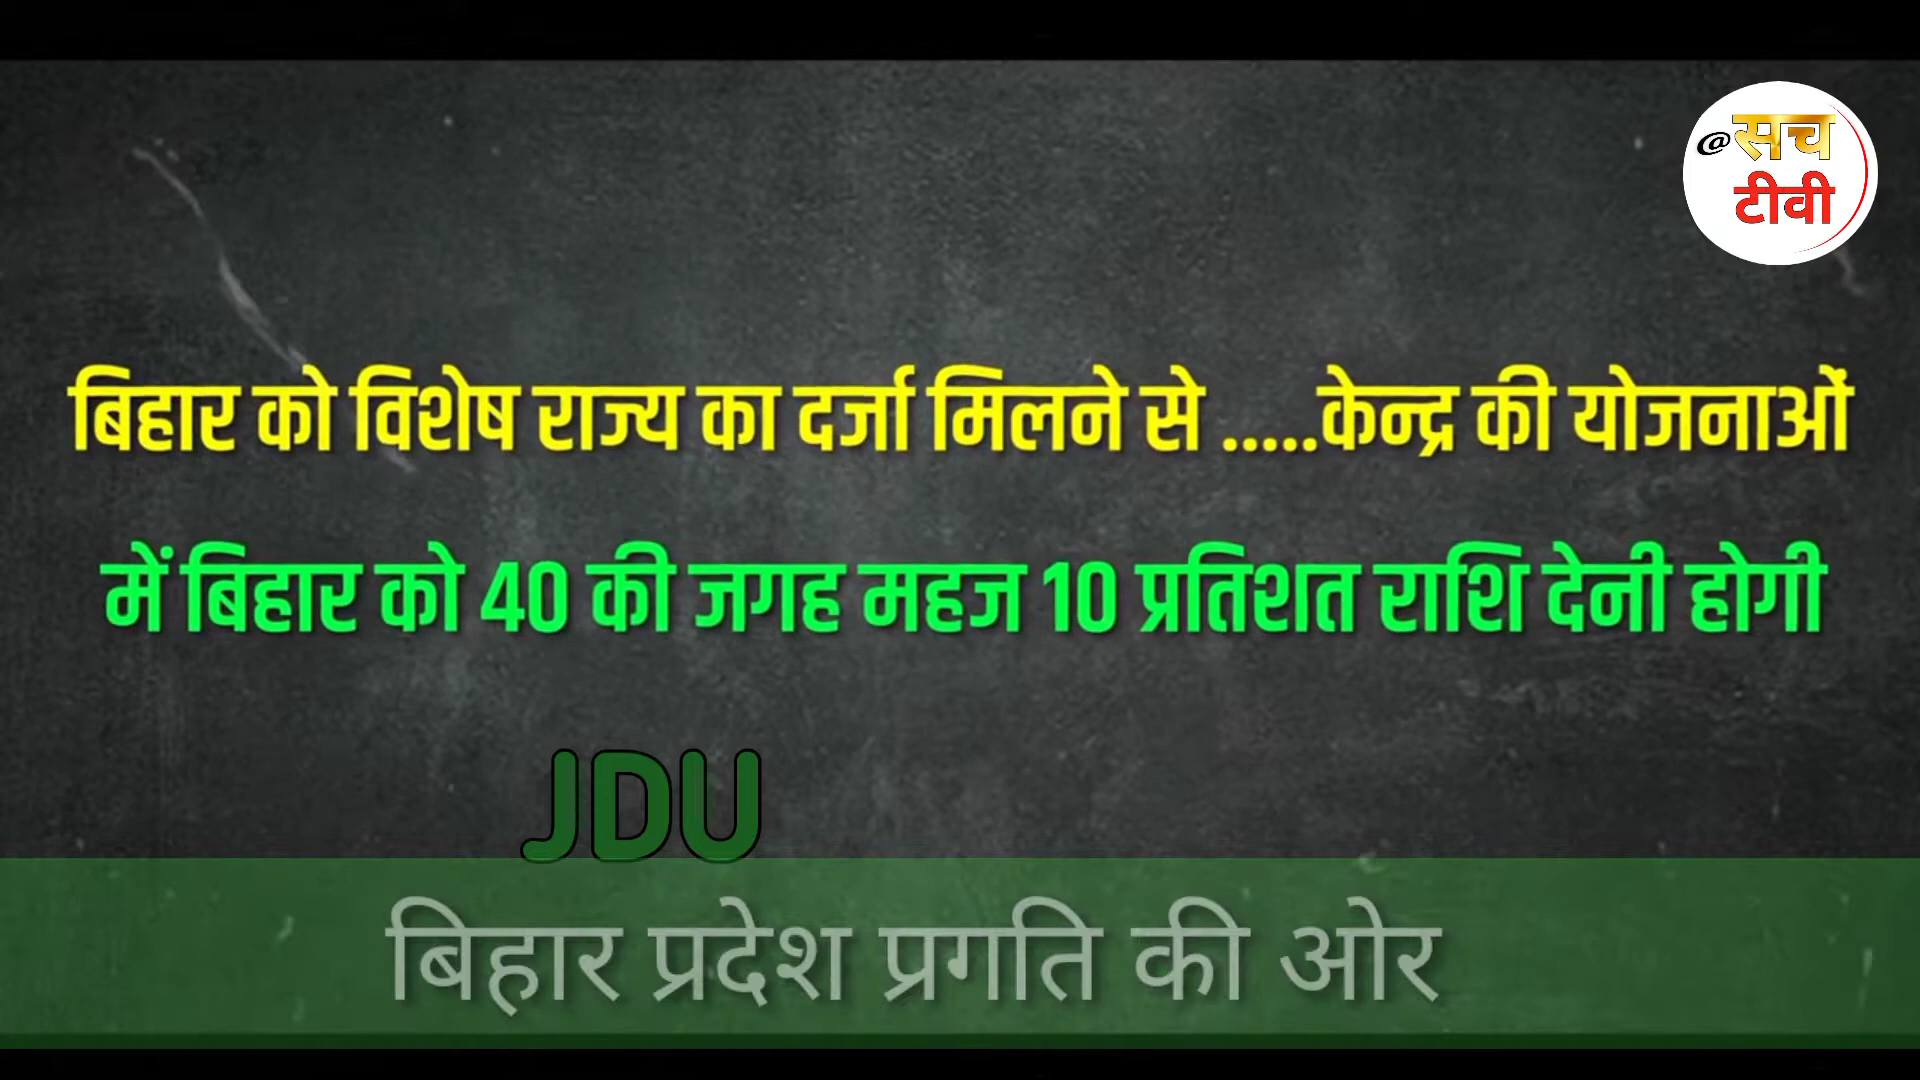 @सच
टीवी
बिहार को विशेष राज्य का दर्जा मिलने से .....केन्द्र की योजनाओं
में बिहार को 40 की जगह महज 10 प्रतिशत राशि देनी होगी
JDU
बिहार प्रदेश प्रगति की ओर